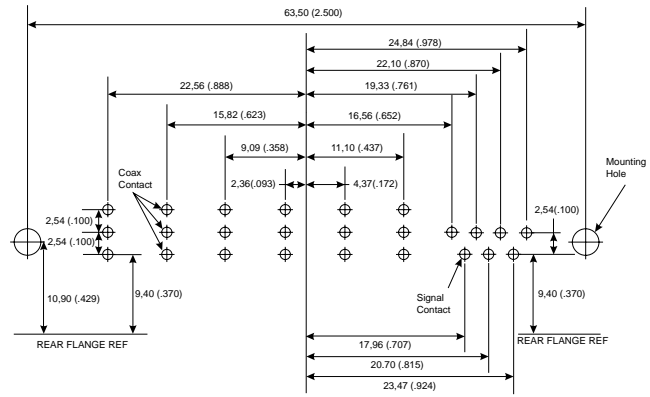 63,50 (2.500)
24,84 (.978)
22,10 (.870)
22,56 (.888)
19,33 (.761)
15,82 (.623)
16,56 (.652)
9,09 (.358)
11,10 (.437)
Mounting
Hole
Coax
Contact
2,36(.093)
4,37(.172)
2,54 (.100)
2,54(.100)
2,54 (.100)
10,90 (.429)
9,40 (.370)
Signal
Contact
9,40 (.370)
REAR FLANGE REF
REAR FLANGE REF
17,96 (.707)
20.70 (.815)
23,47 (.924)